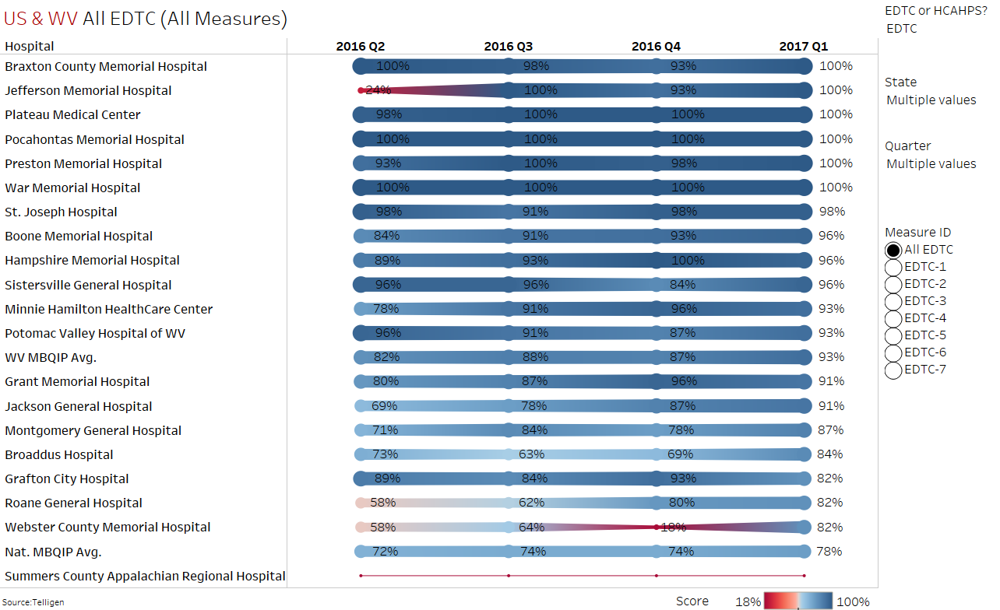 US & WV All EDTC (All Measures)
EDTC or HCAHPS?
EDTC
Hospital 2016 Q2 2016 Q3 2016 Q4 2017 Q1
Braxton County Memorial Hospital 100% 98% 93% 100%
Jefferson Memorial Hospital 24% 100% 93% 100%
Plateau Medical Center 98% 100% 100% 100%
Pocahontas Memorial Hospital 100% 100% 100% 100%
Preston Memorial Hospital 93% 100% 98% 100%
War Memorial Hospital 100% 100% 100% 100%
St. Joseph Hospital 98% 91% 98% 98%
Boone Memorial Hospital 84% 91% 93% 96%
Hampshire Memorial Hospital 89% 93% 100% 96%
Sistersville General Hospital 96% 96% 84% 96%
Minnie Hamilton HealthCare Center 78% 91% 96% 93%
Potomac Valley Hospital of WV 96% 91% 87% 93%
WV MBQIP Avg. 82% 88% 87% 93%
Grant Memorial Hospital 80% 87% 96% 91%
Jackson General Hospital 69% 78% 87% 91%
Montgomery General Hospital 71% 84% 78% 87%
Broaddus Hospital 73% 63% 69% 84%
Grafton City Hospital 89% 84% 93% 82%
Roane General Hospital 58% 62% 80% 82%
Webster County Memorial Hospital 58% 64% 18% 82%
Nat. MBQIP Avg. 72% 74% 74% 78%
Summers County Appalachian Regional Hospital
State
Multiple values
Quarter
Multiple values
Measure ID
All EDTC
EDTC-1
EDTC-2
EDTC-3
EDTC-4
EDTC-5
EDTC-6
EDTC-7
Source:Telligen
Score 18% 100%